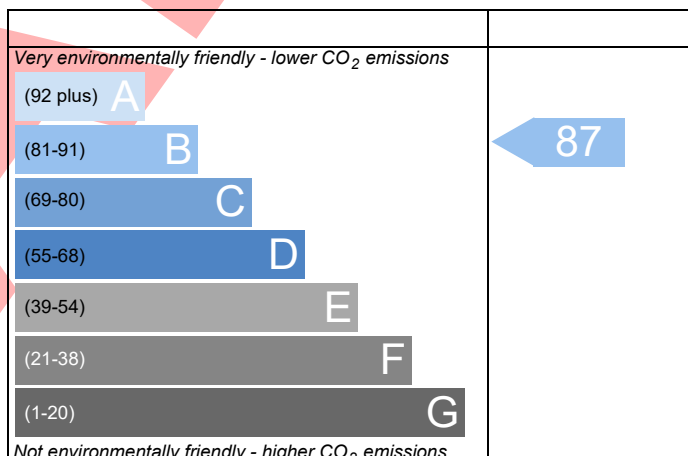 Very environmentally friendly - lower CO2 emissions
(92 plus) A
(81-91) B
87
(69-80) C
(55-68) D
(39-54) E
(21-38) F
(1-20) G
Not environmentally friendly - higher CO2 emissions